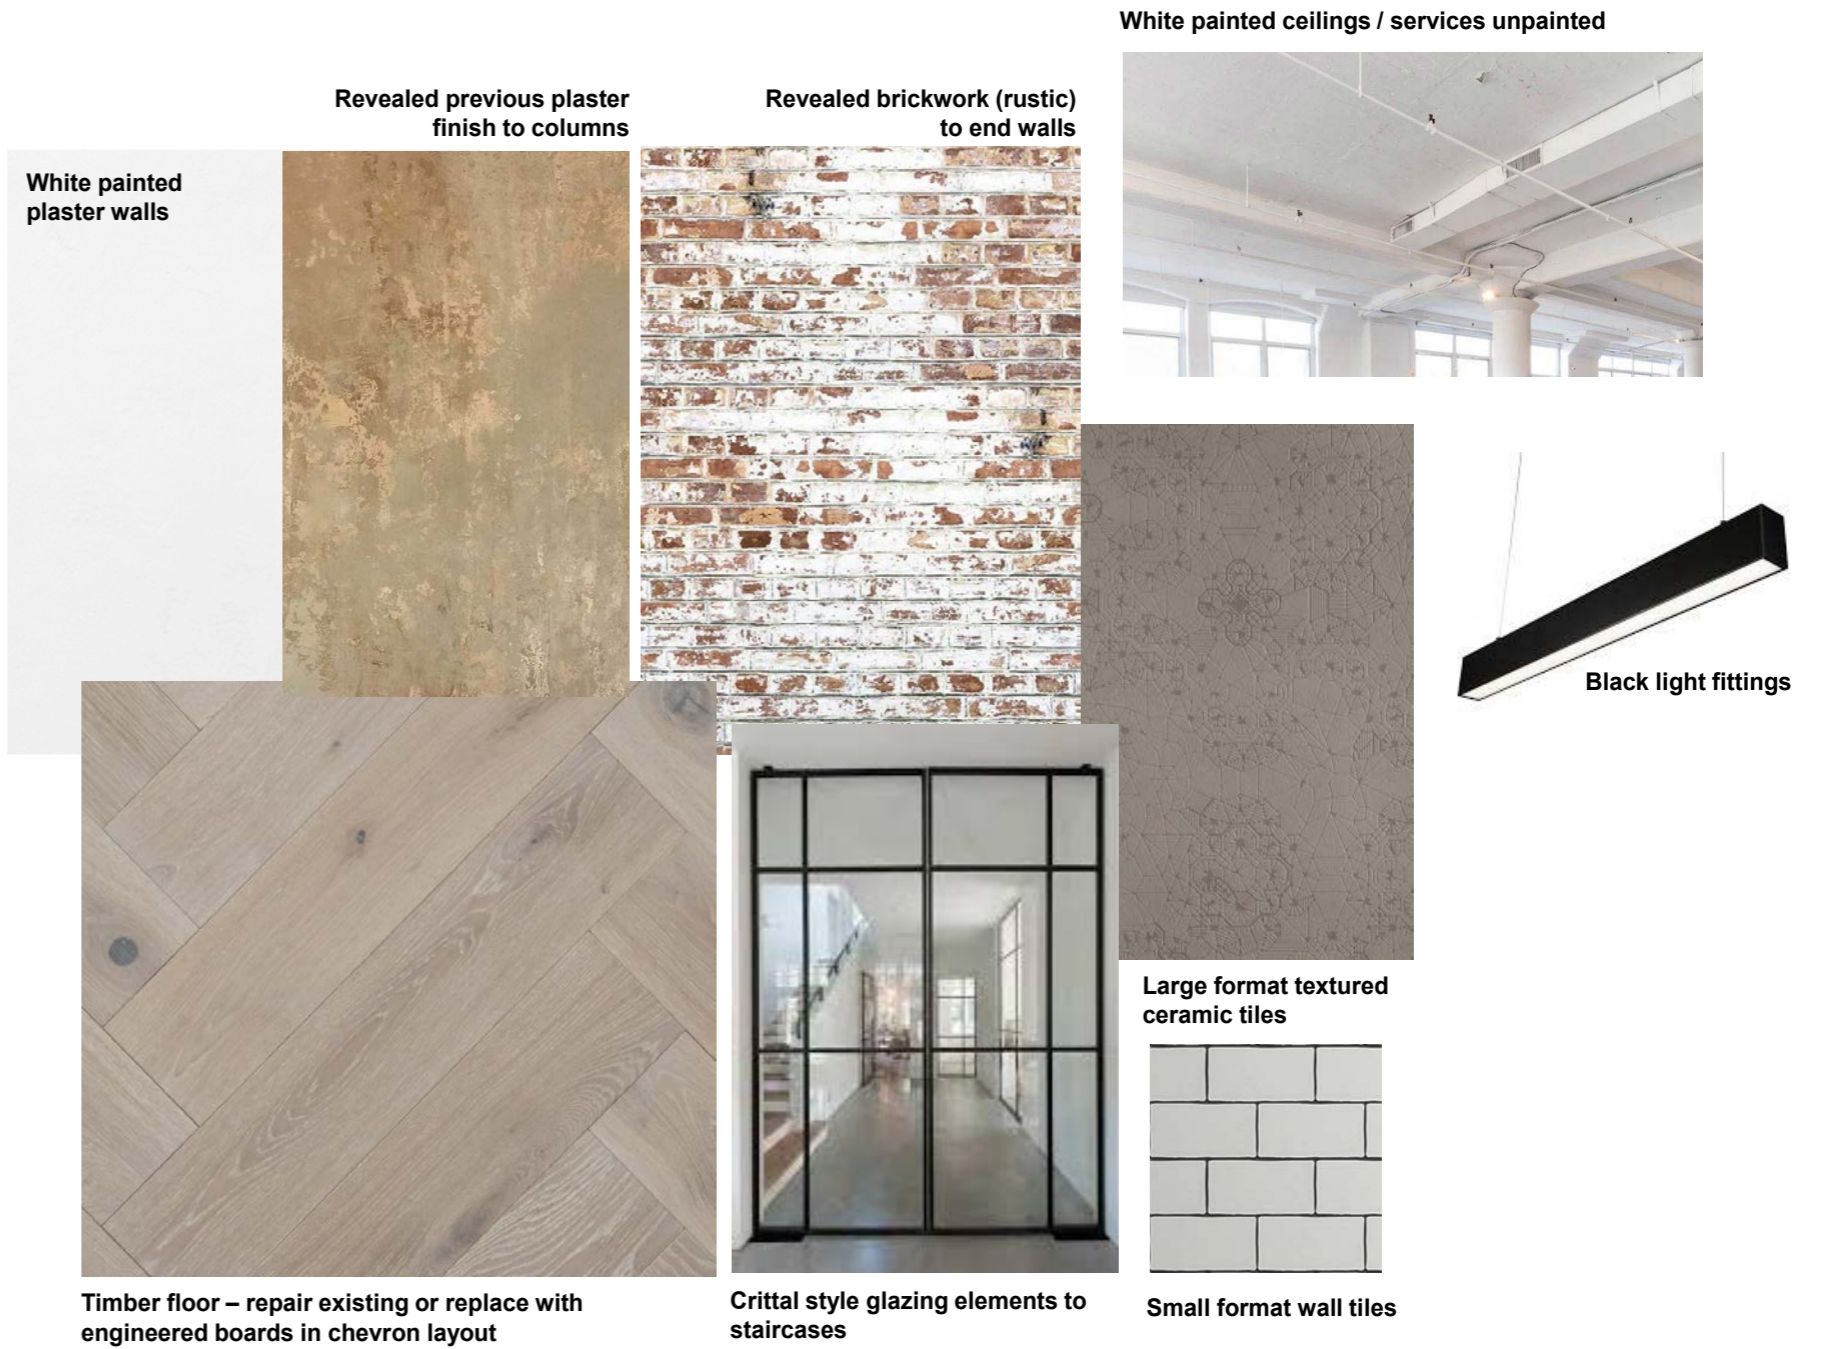 White painted ceilings / services unpainted
Revealed previous plaster
finish to columns
Revealed brickwork (rustic)
to end walls
White painted
plaster walls
Black light fittings
Large format textured
ceramic tiles
Timber floor – repair existing or replace with
engineered boards in chevron layout
Crittal style glazing elements to
staircases
Small format wall tiles